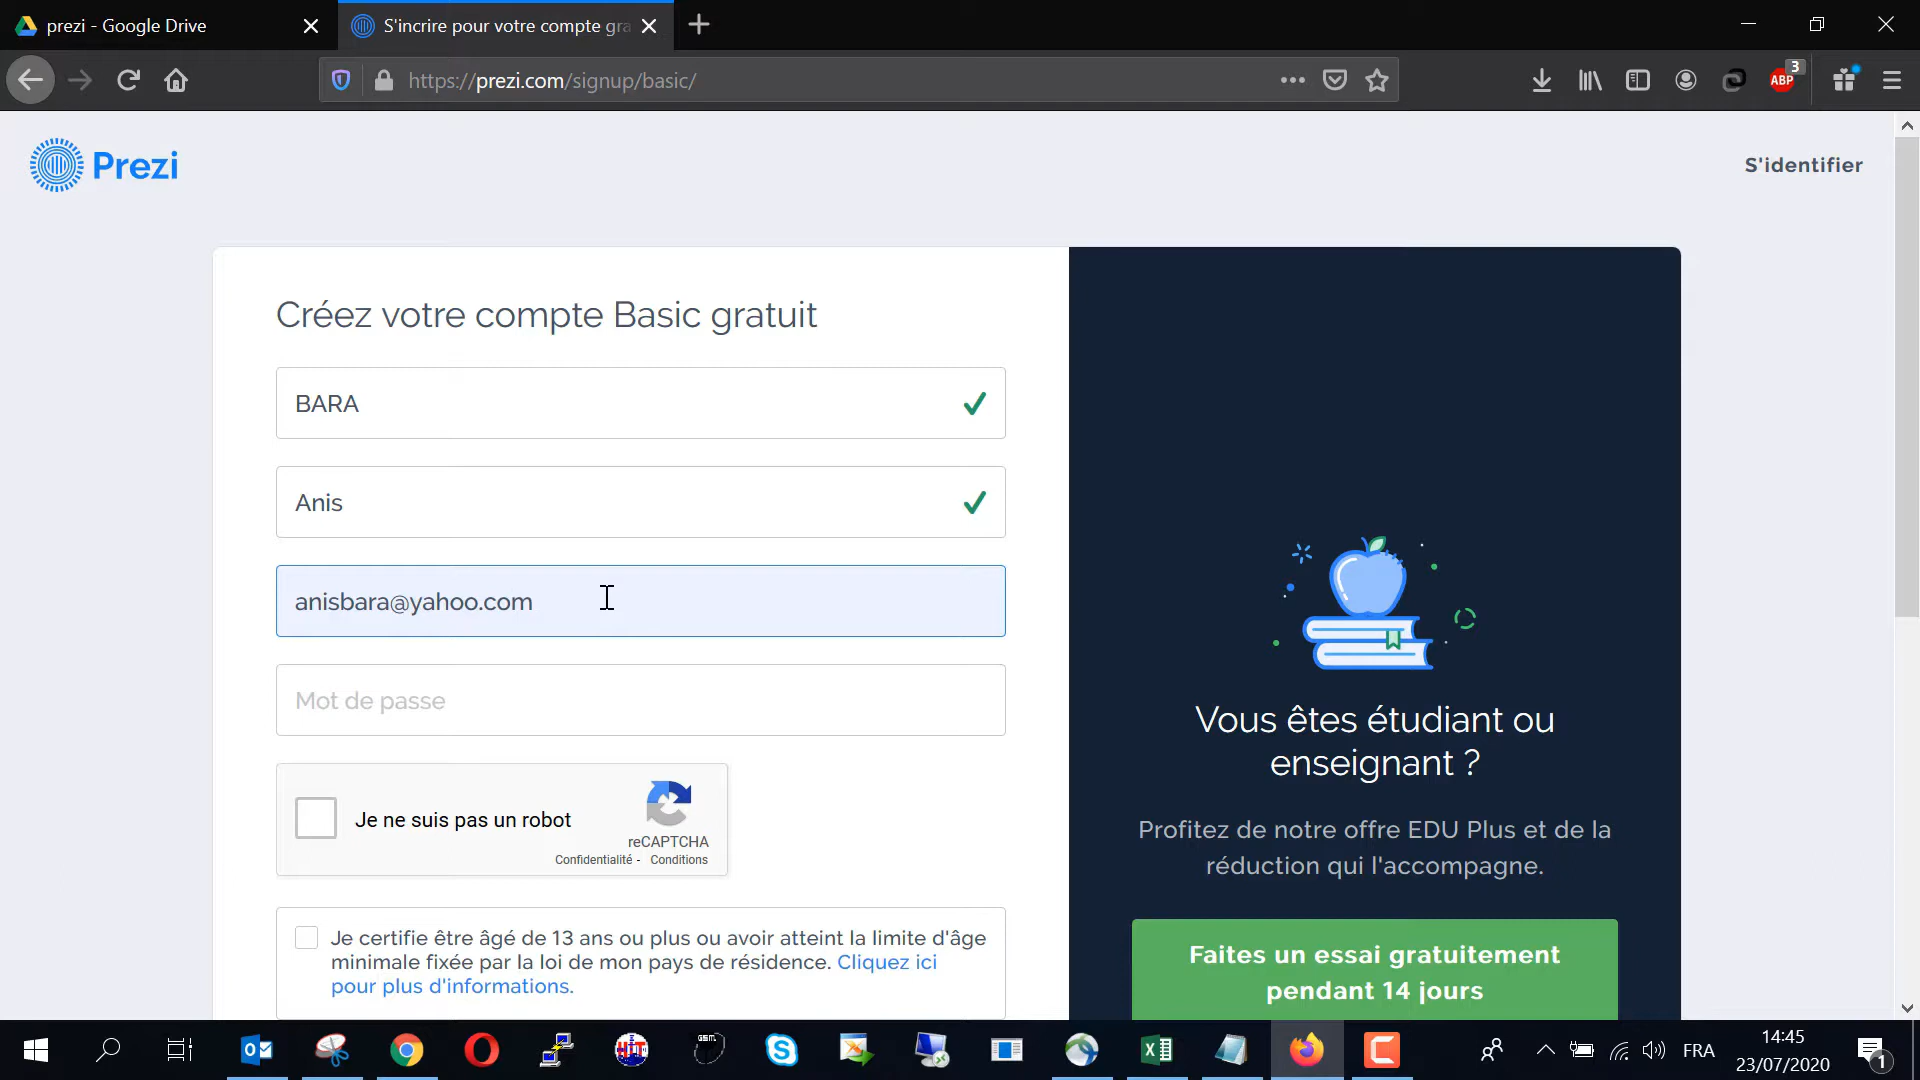 prezi - Google Drive
S'incrire pour votre compte gra
https://prezi.com/signup/basic/
ABP
3
Prezi
S'identifier
Créez votre compte Basic gratuit
BARA
Anis
anisbara@yahoo.com
Mot de passe
Je ne suis pas un robot
reCAPTCHA
Confidentialité - Conditions
Je certifie être âgé de 13 ans ou plus ou avoir atteint la limite d'âge
minimale fixée par la loi de mon pays de résidence. Cliquez ici
pour plus d'informations.
Vous êtes étudiant ou
enseignant ?
Profitez de notre offre EDU Plus et de la
réduction qui l'accompagne.
Faites un essai gratuitement
pendant 14 jours
FRA
14:45
23/07/2020
1